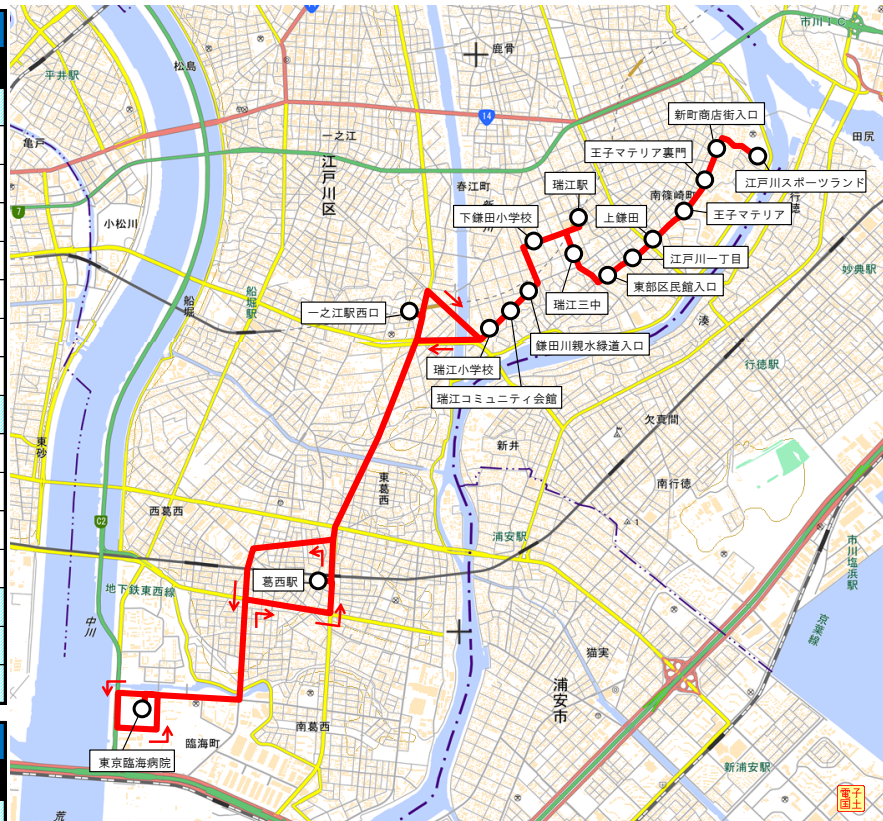 市川IC
鹿骨
松島
平井駅
14
新町商店街入口
田尻
亀戸
一之江
江戸川区
王子マテリア裏門
江戸川スポーツランド
瑞江駅
春江町
南篠崎町
行徳
7
小松川
下鎌田小学校
上鎌田
王子マテリア
江戸川一丁目
妙典駅
東部区民館入口
船堀駅
船堀
瑞江三中
一之江駅西口
湊
鎌田川親水緑道入口
行徳駅
瑞江小学校
瑞江コミュニティ会館
欠真間
東砂
新井
東葛西
南行徳
西葛西
C2
浦安駅
市川塩浜駅
葛西駅
地下鉄東西線
中川
京葉線
猫実
浦安市
南葛西
臨海町
東京臨海病院
新浦安駅
電子
国土
荒